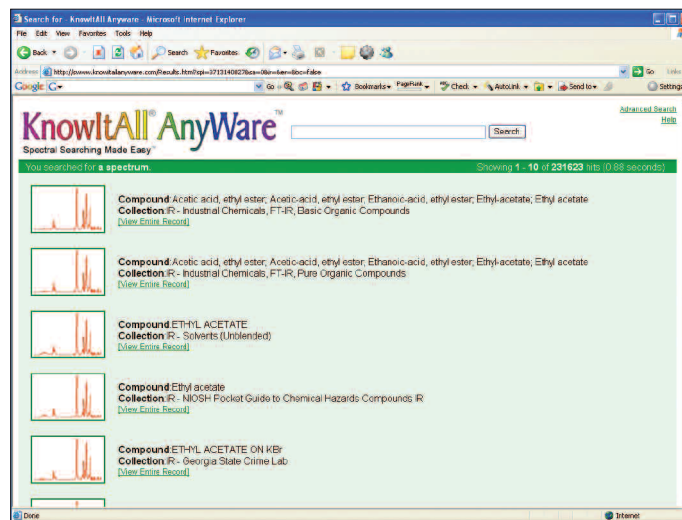 Search for - KnowItAll Anyware - Microsoft Internet Explorer
File Edit View Favorites Tools Help
Back Search Favorites
Address Go Links
Google G Go Bookmarks PageRank Check AutoLink Send to Settings
KnowItAll® AnyWare™
Spectral Searching Made Easy™
Search
Advanced Search
Help
You searched for a spectrum.
Showing 1 - 10 of 231623 hits (0.88 seconds)
Compound:Acetic acid, ethyl ester; Acetic-acid, ethyl ester; Ethanoic-acid, ethyl ester; Ethyl-acetate; Ethyl acetate
Collection:IR - Industrial Chemicals, FT-IR, Basic Organic Compounds
[View Entire Record]
Compound:Acetic acid, ethyl ester; Acetic-acid, ethyl ester; Ethanoic-acid, ethyl ester; Ethyl-acetate; Ethyl acetate
Collection:IR - Industrial Chemicals, FT-IR, Pure Organic Compounds
[View Entire Record]
Compound:ETHYL ACETATE
Collection:IR - Solvents (Unblended)
[View Entire Record]
Compound:Ethyl acetate
Collection:IR - NIOSH Pocket Guide to Chemical Hazards Compounds IR
[View Entire Record]
Compound:ETHYL ACETATE ON KBr
Collection:IR - Georgia State Crime Lab
[View Entire Record]
Done Internet